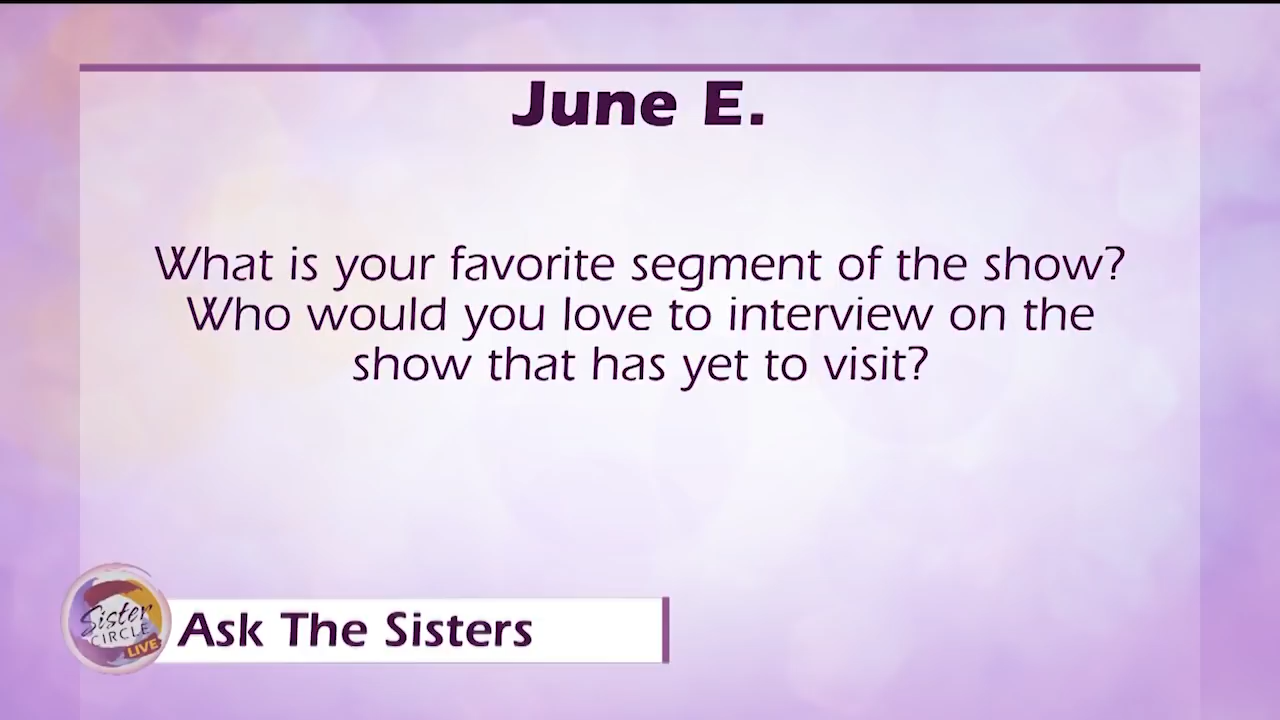 June E.
What is your favorite segment of the show?
Who would you love to interview on the
show that has yet to visit?
Sister
CIRCLE
LIVE
Ask The Sisters